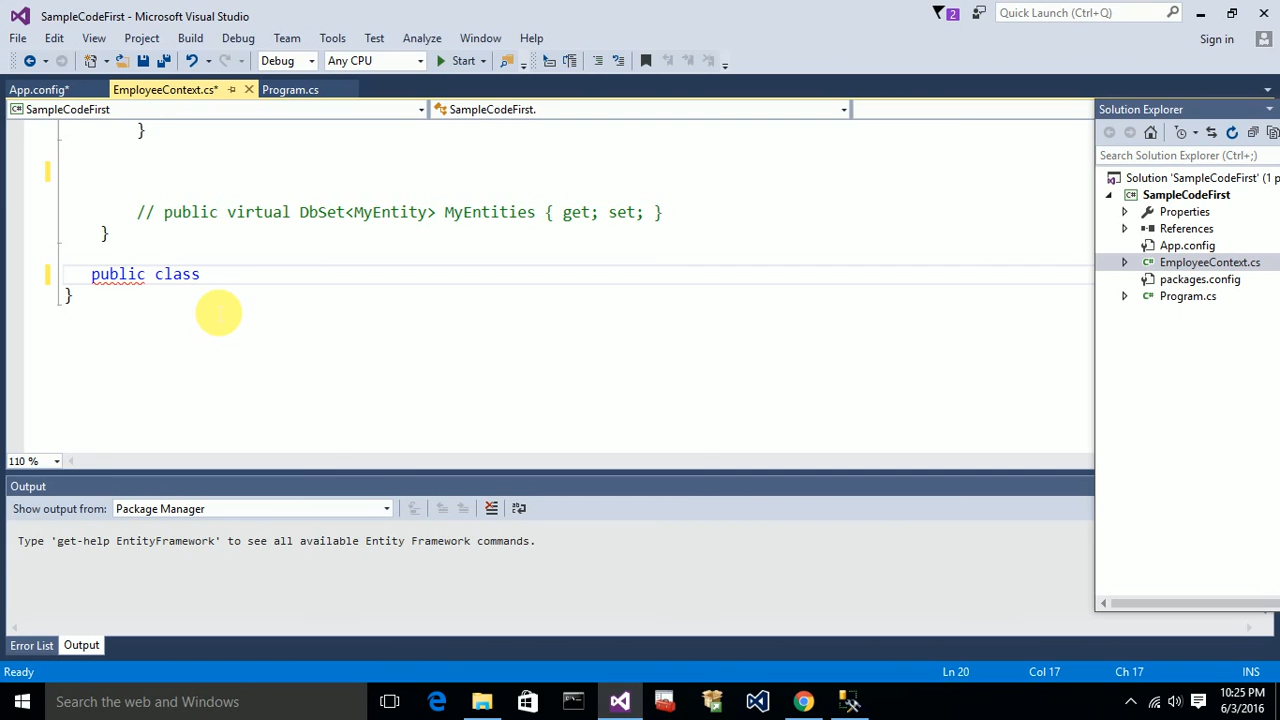 SampleCodeFirst - Microsoft Visual Studio
2
Quick Launch (Ctrl+Q)
File Edit View Project Build Debug Team Tools Test Analyze Window Help
Sign in
Debug Any CPU Start
App.config* EmployeeContext.cs* Program.cs
SampleCodeFirst SampleCodeFirst.
}
// public virtual DbSet<MyEntity> MyEntities { get; set; }
}
public class
}
110 %
Solution Explorer
Search Solution Explorer (Ctrl+;)
Solution 'SampleCodeFirst' (1 p
SampleCodeFirst
Properties
References
App.config
EmployeeContext.cs
packages.config
Program.cs
Output
Show output from: Package Manager
Type 'get-help EntityFramework' to see all available Entity Framework commands.
Error List Output
Ready Ln 20 Col 17 Ch 17 INS
Search the web and Windows
10:25 PM
6/3/2016